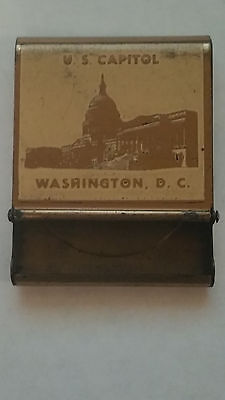 U. S. CAPITOL
WASHINGTON, D. C.